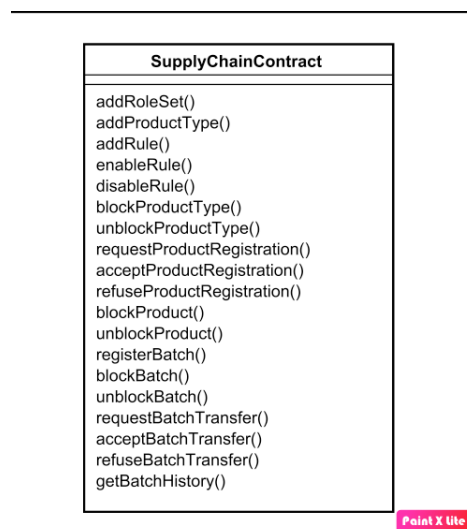 SupplyChainContract
addRoleSet()
addProductType()
addRule()
enableRule()
disableRule()
blockProductType()
unblockProductType()
requestProductRegistration()
acceptProductRegistration()
refuseProductRegistration()
blockProduct()
unblockProduct()
registerBatch()
blockBatch()
unblockBatch()
requestBatchTransfer()
acceptBatchTransfer()
refuseBatchTransfer()
getBatchHistory()
Paint X Lite